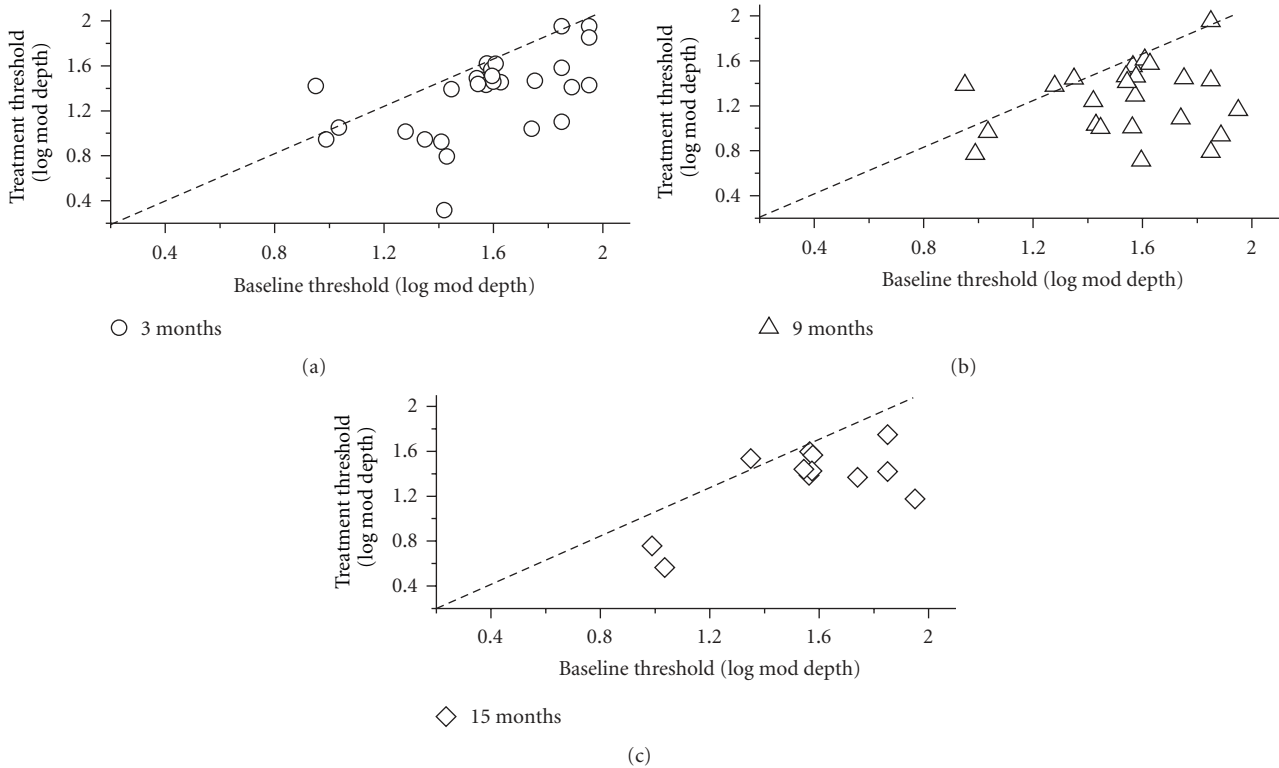 Treatment threshold
(log mod depth)
2
1.6
1.2
0.8
0.4
0.4 0.8 1.2 1.6 2
Baseline threshold (log mod depth)
3 months
(a)
Treatment threshold
(log mod depth)
2
1.6
1.2
0.8
0.4
0.4 0.8 1.2 1.6 2
Baseline threshold (log mod depth)
9 months
(b)
Treatment threshold
(log mod depth)
2
1.6
1.2
0.8
0.4
0.4 0.8 1.2 1.6 2
Baseline threshold (log mod depth)
15 months
(c)